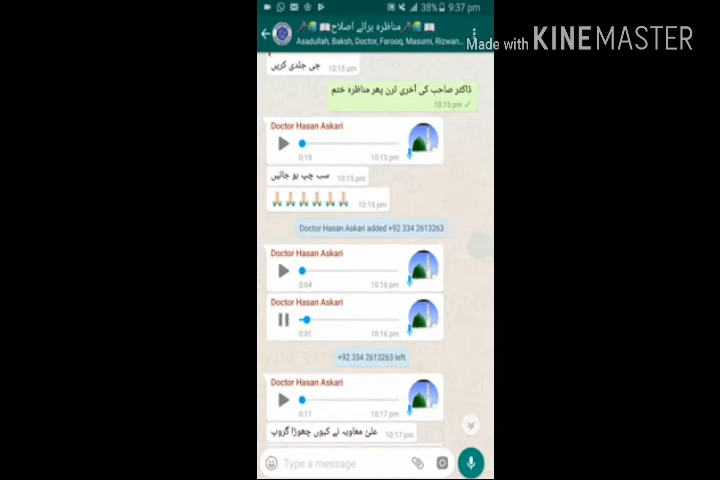 38% 9:37 pm
مناظرہ برائے اصلاح
Asadullah, Baksh, Doctor, Farooq, Masumi, Rizwan...
Made with KINEMASTER
جی جلدی کریں
10:15 pm
ڈاکٹر صاحب کی آخری ٹرن پھر مناظرہ ختم
10:15 pm
Doctor Hasan Askari
0:19 10:15 pm
سب چپ ہو جائیں
10:15 pm
10:15 pm
Doctor Hasan Askari added +92 334 2613263
Doctor Hasan Askari
0:04 10:16 pm
Doctor Hasan Askari
0:01 10:16 pm
+92 334 2613263 left
Doctor Hasan Askari
0:11 10:17 pm
علی معاویہ نے کیوں چھوڑا گروپ
10:17 pm
Type a message